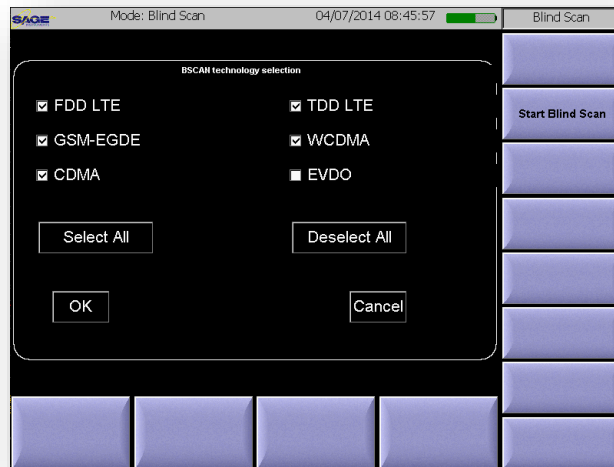 SAGE Mode: Blind Scan 04/07/2014 08:45:57 Blind Scan
BSCAN technology selection
FDD LTE TDD LTE
Start Blind Scan
GSM-EGDE WCDMA
CDMA EVDO
Select All Deselect All
OK Cancel